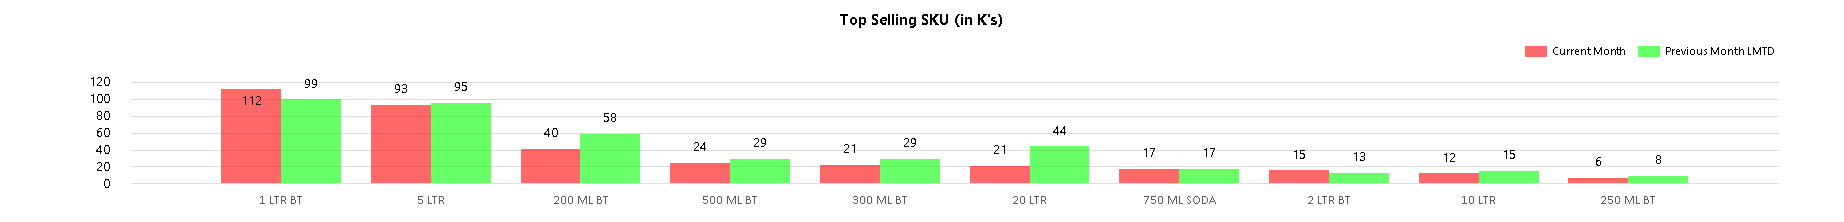 Top Selling SKU (in K's)
Current Month Previous Month LMTD
120
100
80
60
40
20
0
112 99 93 95 40 58 24 29 21 29 21 44 17 17 15 13 12 15 6 8
1 LTR BT 5 LTR 200 ML BT 500 ML BT 300 ML BT 20 LTR 750 ML SODA 2 LTR BT 10 LTR 250 ML BT